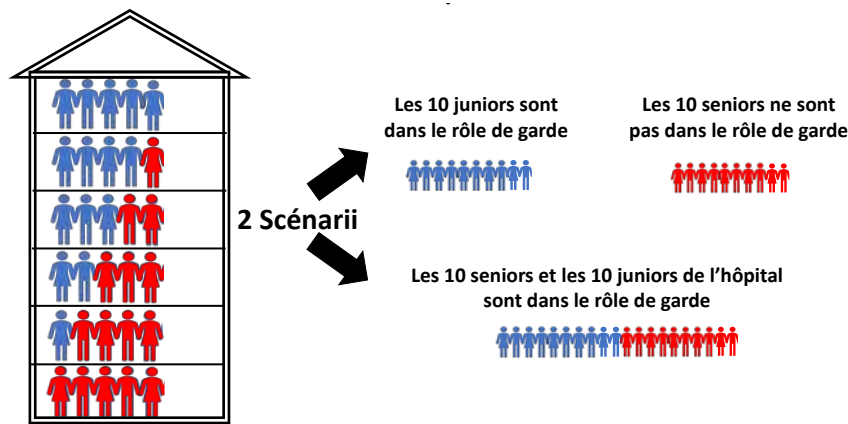 Les 10 juniors sont
dans le rôle de garde
Les 10 seniors ne sont
pas dans le rôle de garde
2 Scénarii
Les 10 seniors et les 10 juniors de l'hôpital
sont dans le rôle de garde